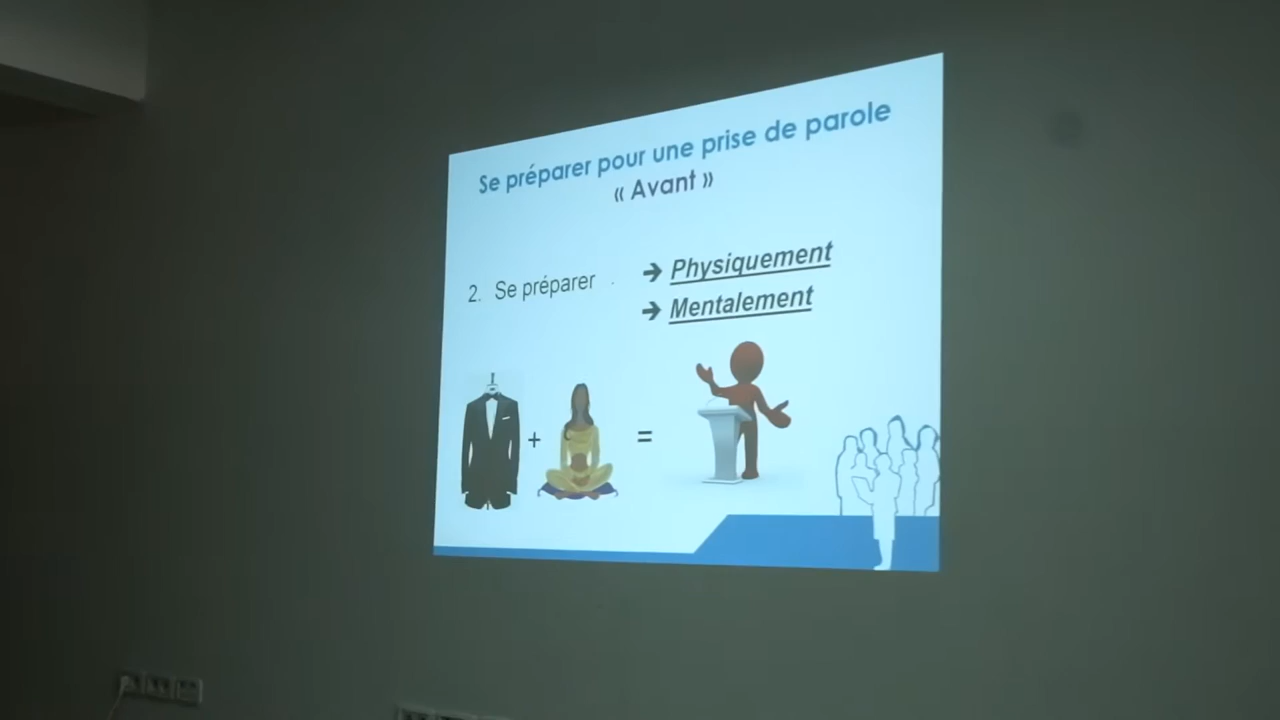 Se préparer pour une prise de parole
« Avant »
2. Se préparer
➔ Physiquement
➔ Mentalement
+ =